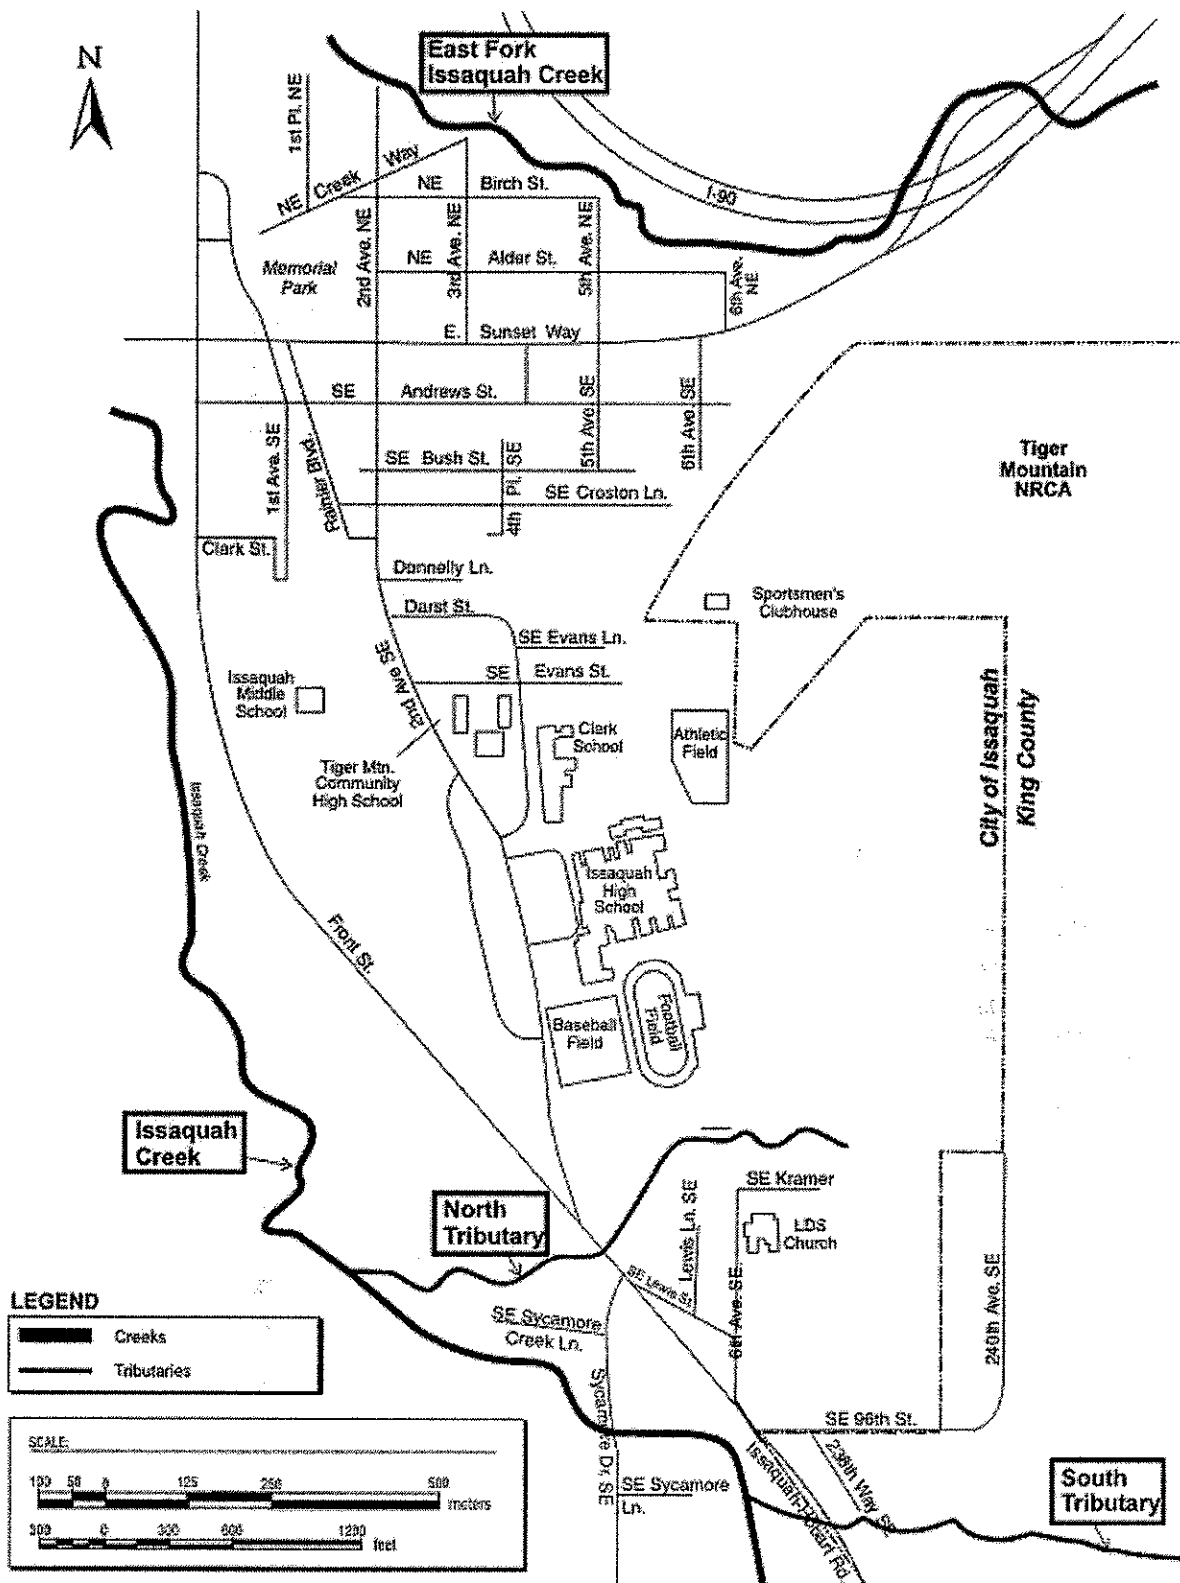 N
East Fork
Issaquah Creek
1st Pl. NE
NE Creek Way
NE Birch St.
I-90
2nd Ave. NE
3rd Ave. NE
5th Ave. NE
6th Ave. NE
NE Alder St.
Memorial
Park
E. Sunset Way
SE Andrews St.
1st Ave. SE
Rainier Blvd.
5th Ave. SE
6th Ave. SE
SE Bush St.
4th Pl. SE
SE Croston Ln.
Tiger
Mountain
NRCA
Clark St.
Donnelly Ln.
Darst St.
Sportsmen's
Clubhouse
SE Evans Ln.
SE Evans St.
2nd Ave SE
Issaquah
Middle
School
Tiger Mtn.
Community
High School
Clark
School
Athletic
Field
City of Issaquah
King County
Issaquah Creek
Issaquah
High
School
Front St.
Baseball
Field
Football
Field
Issaquah
Creek
North
Tributary
Lewis Ln. SE
SE Kramer
LDS
Church
SE Lewis St.
6th Ave. SE
240th Ave. SE
SE Sycamore
Creek Ln.
Sycamore Dr. SE
SE 96th St.
238th Way SE
Issaquah-Hobart Rd.
SE Sycamore
Ln.
South
Tributary
LEGEND
Creeks
Tributaries
SCALE:
100 50 0 125 250 500
meters
300 0 300 600 1200
feet